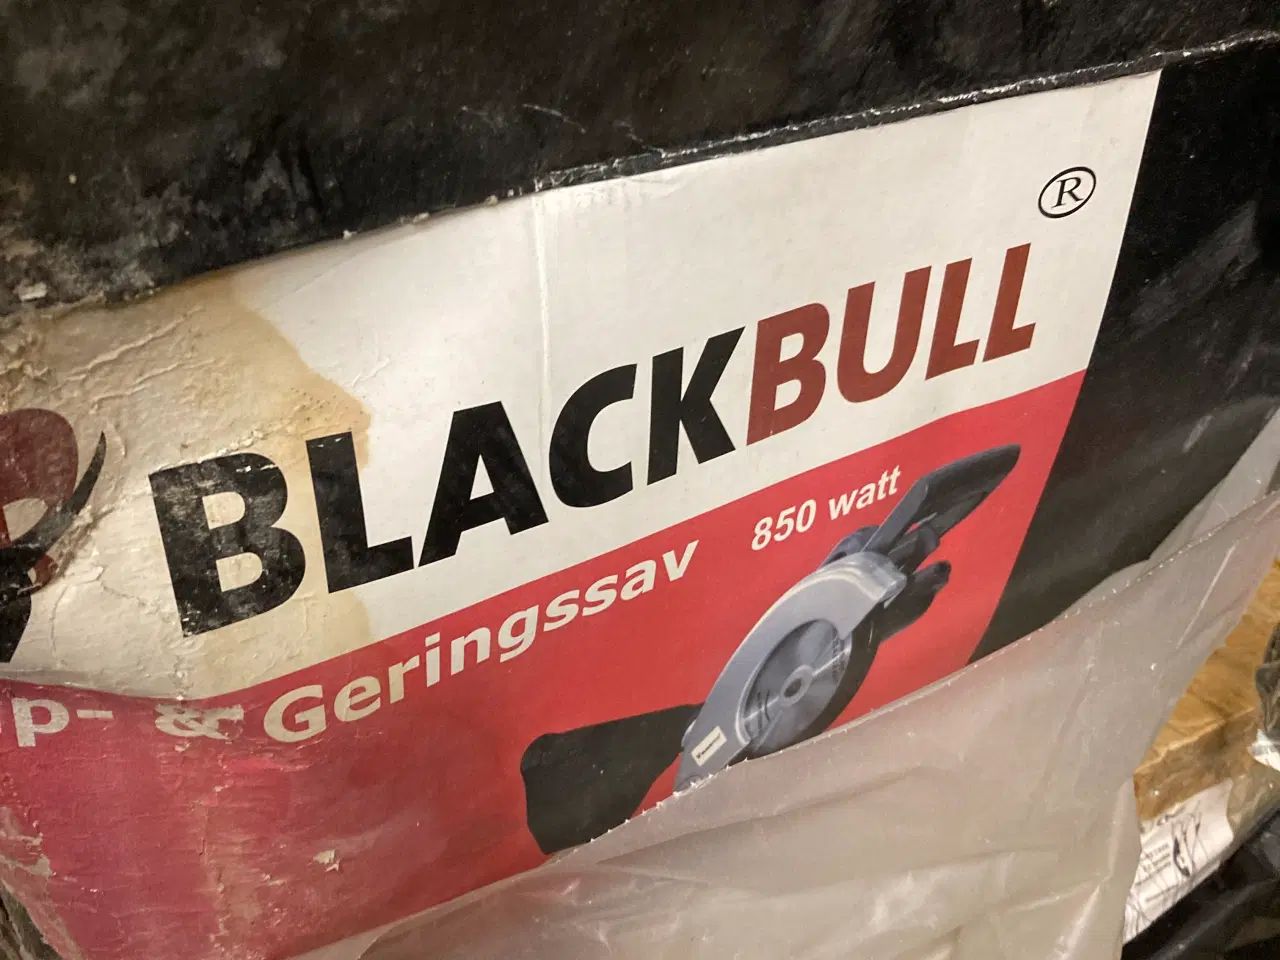 ®
BLACKBULL
850 watt
p- & Geringssav